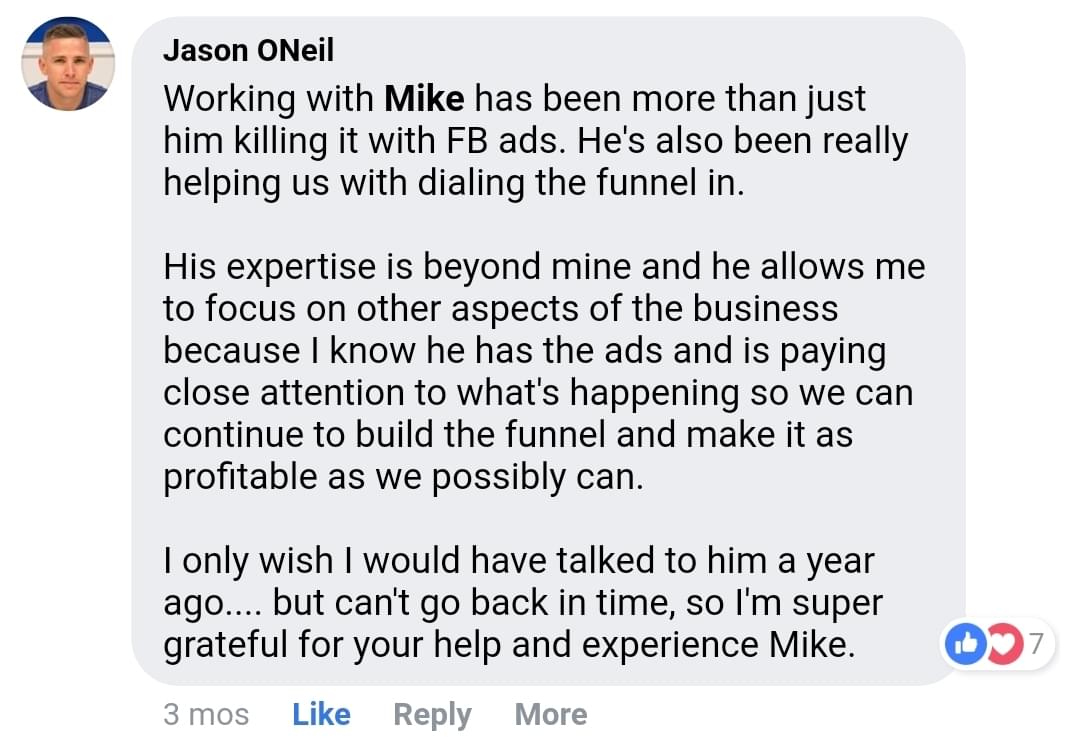 Jason ONeil
Working with Mike has been more than just
him killing it with FB ads. He's also been really
helping us with dialing the funnel in.
His expertise is beyond mine and he allows me
to focus on other aspects of the business
because I know he has the ads and is paying
close attention to what's happening so we can
continue to build the funnel and make it as
profitable as we possibly can.
I only wish I would have talked to him a year
ago.... but can't go back in time, so I'm super
grateful for your help and experience Mike.
7
3 mos Like Reply More